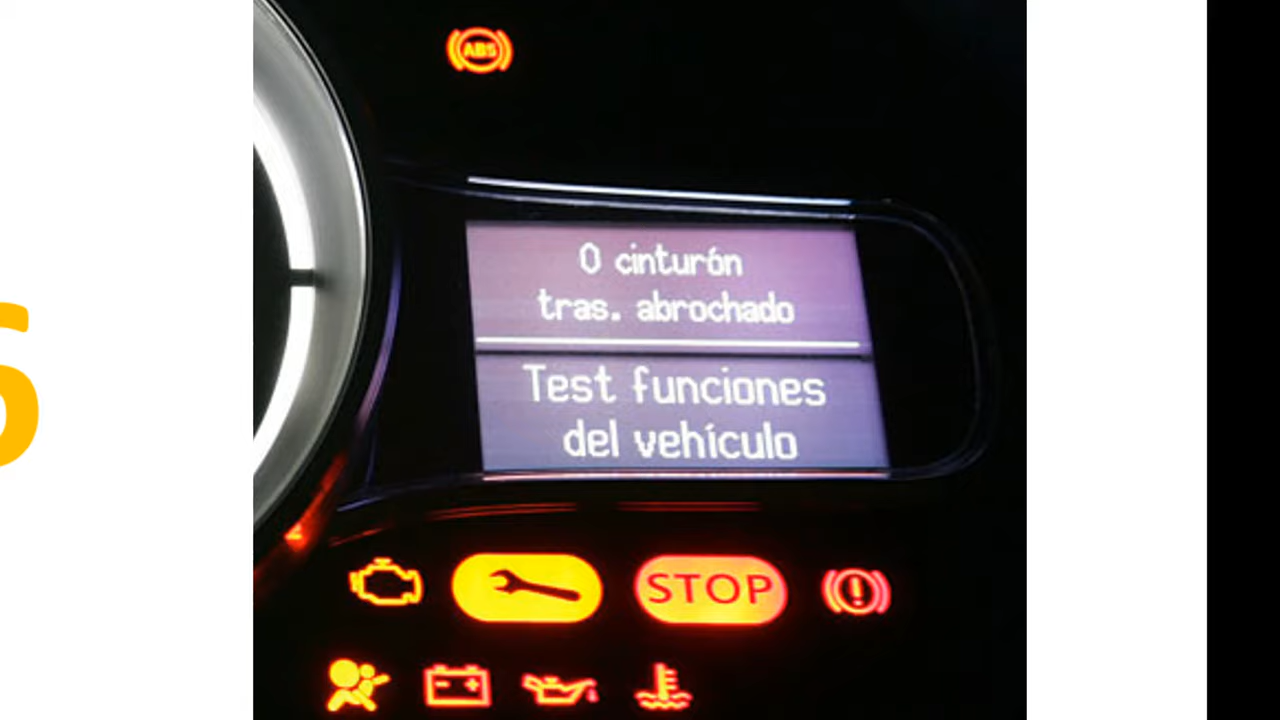 ABS
0 cinturón
tras. abrochado
Test funciones
del vehículo
STOP